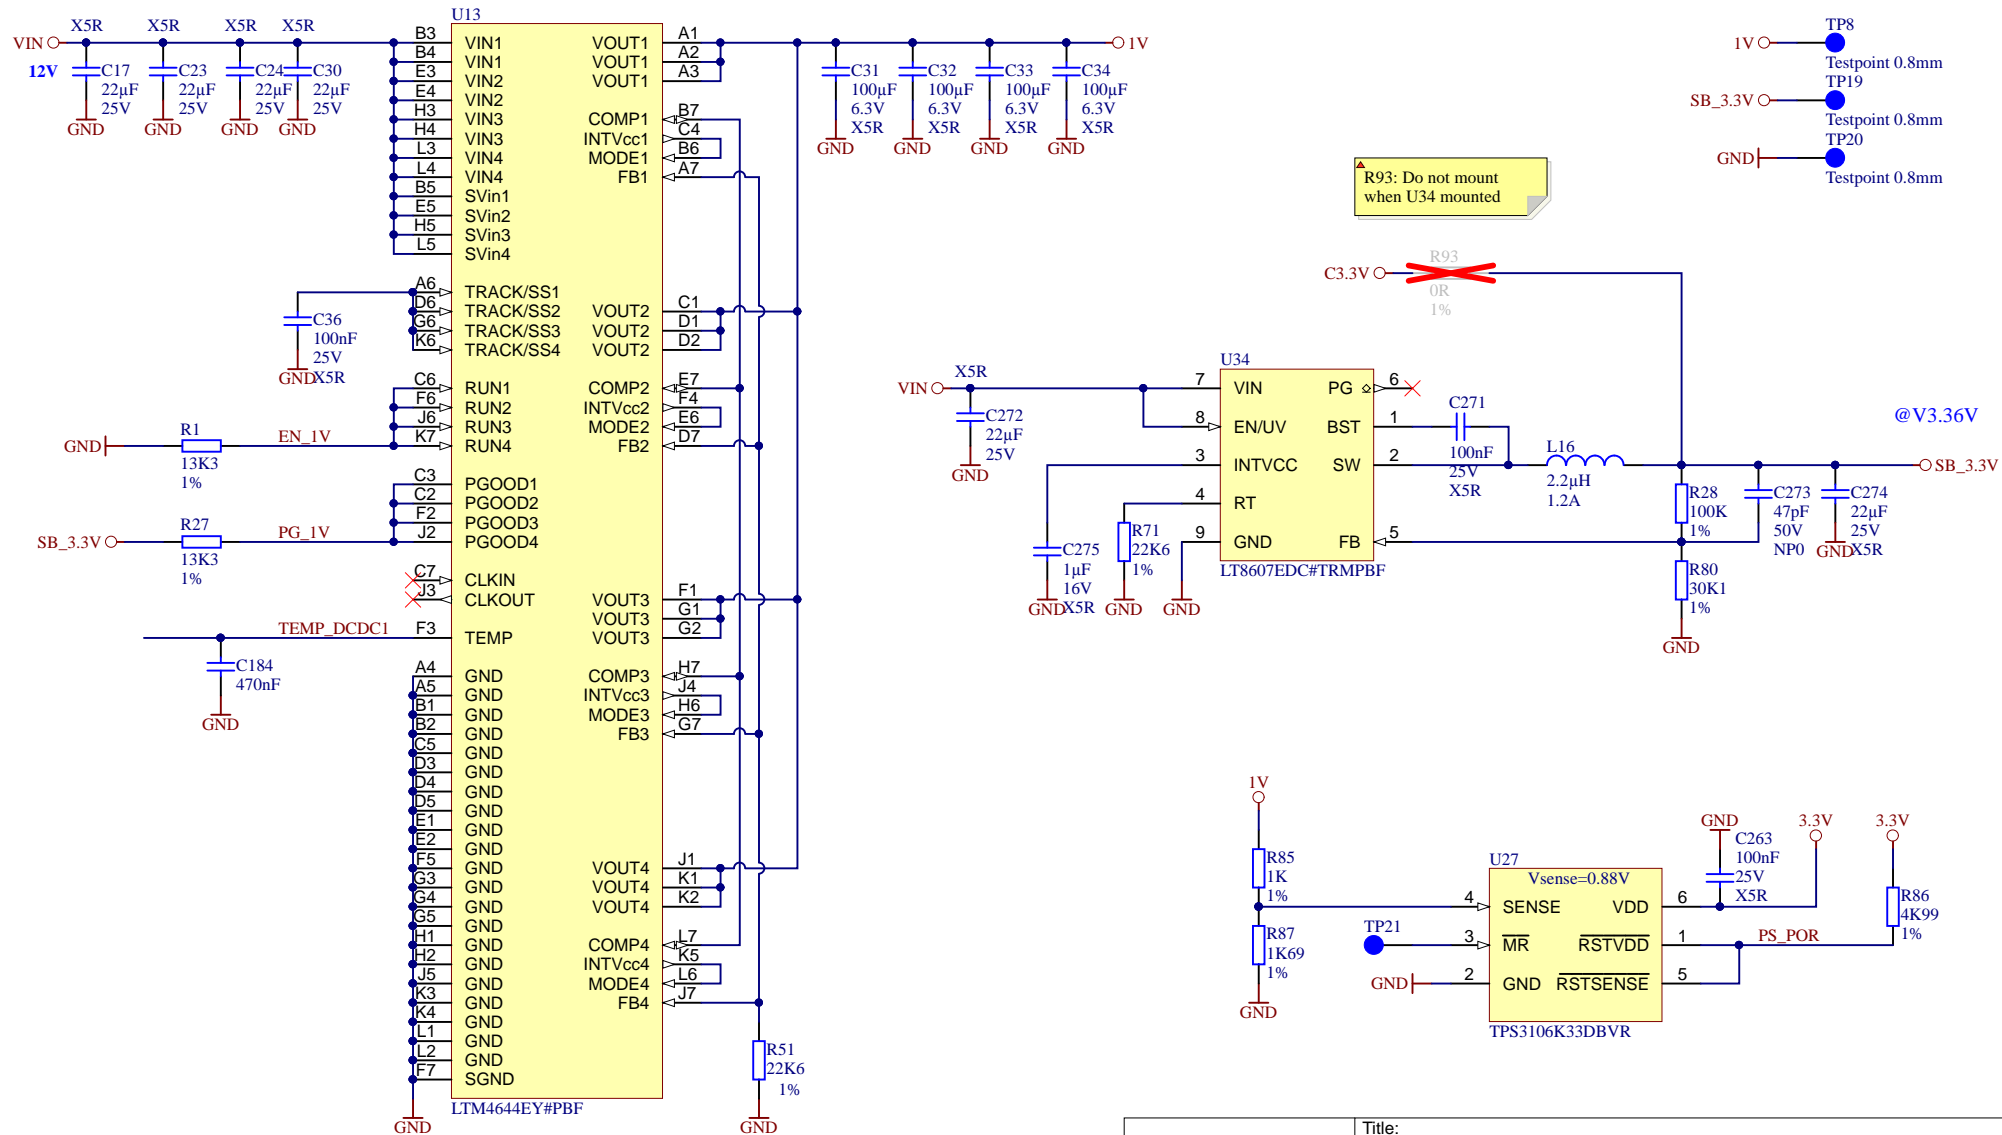 U13
LTM4644EY#PBF
VIN
12V
X5R X5R X5R X5R
C17 22µF 25V GND
C23 22µF 25V GND
C24 22µF 25V GND
C30 22µF 25V GND
B3 VIN1
B4 VIN1
E3 VIN2
E4 VIN2
H3 VIN3
H4 VIN3
L3 VIN4
L4 VIN4
B5 SVin1
E5 SVin2
H5 SVin3
L5 SVin4
A6 TRACK/SS1
D6 TRACK/SS2
G6 TRACK/SS3
K6 TRACK/SS4
C36
100nF
25V
GND X5R
C6 RUN1
F6 RUN2
J6 RUN3
K7 RUN4
GND R1 EN_1V
13K3
1%
C3 PGOOD1
C2 PGOOD2
F2 PGOOD3
J2 PGOOD4
SB_3.3V R27 PG_1V
13K3
1%
C7 CLKIN
J3 CLKOUT
TEMP_DCDC1 F3 TEMP
C184
470nF
GND
A4 GND
A5 GND
B1 GND
B2 GND
C5 GND
D3 GND
D4 GND
D5 GND
E1 GND
E2 GND
F5 GND
G3 GND
G4 GND
G5 GND
H1 GND
H2 GND
J5 GND
K3 GND
K4 GND
L1 GND
L2 GND
F7 SGND
GND
VOUT1 A1
VOUT1 A2
VOUT1 A3
COMP1 B7
INTVcc1 C4
MODE1 B6
FB1 A7
VOUT2 C1
VOUT2 D1
VOUT2 D2
COMP2 E7
INTVcc2 F4
MODE2 E6
FB2 D7
VOUT3 F1
VOUT3 G1
VOUT3 G2
COMP3 H7
INTVcc3 J4
MODE3 H6
FB3 G7
VOUT4 J1
VOUT4 K1
VOUT4 K2
COMP4 L7
INTVcc4 K5
MODE4 L6
FB4 J7
R51
22K6
1%
GND
1V
C31 100µF 6.3V X5R GND
C32 100µF 6.3V X5R GND
C33 100µF 6.3V X5R GND
C34 100µF 6.3V X5R GND
1V TP8
Testpoint 0.8mm
SB_3.3V TP19
Testpoint 0.8mm
GND TP20
Testpoint 0.8mm
R93: Do not mount
when U34 mounted
C3.3V R93
0R
1%
U34
LT8607EDC#TRMPBF
VIN X5R
C272
22µF
25V
GND
7 VIN
8 EN/UV
3 INTVCC
4 RT
9 GND
PG 6
BST 1
SW 2
FB 5
C275
1µF
16V
GND X5R
R71
22K6
1%
GND
GND
C271
100nF
25V
X5R
L16
2.2µH
1.2A
@V3.36V
SB_3.3V
R28
100K
1%
C273
47pF
50V
NP0
C274
22µF
25V
GND X5R
R80
30K1
1%
GND
1V
R85
1K
1%
R87
1K69
1%
GND
U27
Vsense=0.88V
TPS3106K33DBVR
4 SENSE
3 MR
2 GND
VDD 6
RSTVDD 1
RSTSENSE 5
TP21
GND
GND
C263
100nF
25V
X5R
3.3V
3.3V
R86
4K99
1%
PS_POR
Title: